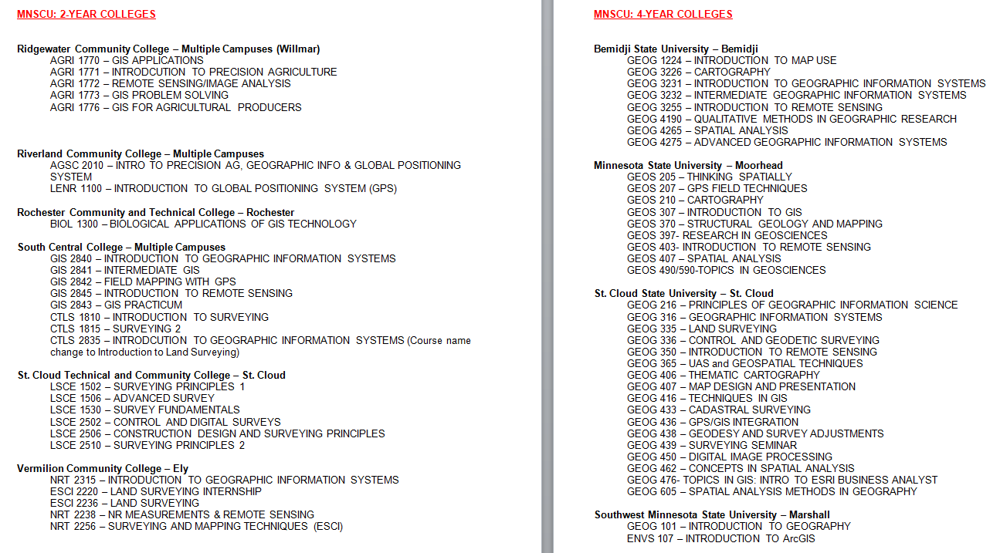 MNSCU: 2-YEAR COLLEGES
Ridgewater Community College – Multiple Campuses (Willmar)
AGRI 1770 – GIS APPLICATIONS
AGRI 1771 – INTRODCUTION TO PRECISION AGRICULTURE
AGRI 1772 – REMOTE SENSING/IMAGE ANALYSIS
AGRI 1773 – GIS PROBLEM SOLVING
AGRI 1776 – GIS FOR AGRICULTURAL PRODUCERS
Riverland Community College – Multiple Campuses
AGSC 2010 – INTRO TO PRECISION AG, GEOGRAPHIC INFO & GLOBAL POSITIONING
SYSTEM
LENR 1100 – INTRODUCTION TO GLOBAL POSITIONING SYSTEM (GPS)
Rochester Community and Technical College – Rochester
BIOL 1300 – BIOLOGICAL APPLICATIONS OF GIS TECHNOLOGY
South Central College – Multiple Campuses
GIS 2840 – INTRODUCTION TO GEOGRAPHIC INFORMATION SYSTEMS
GIS 2841 – INTERMEDIATE GIS
GIS 2842 – FIELD MAPPING WITH GPS
GIS 2845 – INTRODUCTION TO REMOTE SENSING
GIS 2843 – GIS PRACTICUM
CTLS 1810 – INTRODUCTION TO SURVEYING
CTLS 1815 – SURVEYING 2
CTLS 2835 – INTRODCUTION TO GEOGRAPHIC INFORMATION SYSTEMS (Course name
change to Introduction to Land Surveying)
St. Cloud Technical and Community College – St. Cloud
LSCE 1502 – SURVEYING PRINCIPLES 1
LSCE 1506 – ADVANCED SURVEY
LSCE 1530 – SURVEY FUNDAMENTALS
LSCE 2502 – CONTROL AND DIGITAL SURVEYS
LSCE 2506 – CONSTRUCTION DESIGN AND SURVEYING PRINCIPLES
LSCE 2510 – SURVEYING PRINCIPLES 2
Vermilion Community College – Ely
NRT 2315 – INTRODUCTION TO GEOGRAPHIC INFORMATION SYSTEMS
ESCI 2220 – LAND SURVEYING INTERNSHIP
ESCI 2236 – LAND SURVEYING
NRT 2238 – NR MEASUREMENTS & REMOTE SENSING
NRT 2256 – SURVEYING AND MAPPING TECHNIQUES (ESCI)
MNSCU: 4-YEAR COLLEGES
Bemidji State University – Bemidji
GEOG 1224 – INTRODUCTION TO MAP USE
GEOG 3226 – CARTOGRAPHY
GEOG 3231 – INTRODUCTION TO GEOGRAPHIC INFORMATION SYSTEMS
GEOG 3232 – INTERMEDIATE GEOGRAPHIC INFORMATION SYSTEMS
GEOG 3255 – INTRODUCTION TO REMOTE SENSING
GEOG 4190 – QUALITATIVE METHODS IN GEOGRAPHIC RESEARCH
GEOG 4265 – SPATIAL ANALYSIS
GEOG 4275 – ADVANCED GEOGRAPHIC INFORMATION SYSTEMS
Minnesota State University – Moorhead
GEOS 205 – THINKING SPATIALLY
GEOS 207 – GPS FIELD TECHNIQUES
GEOS 210 – CARTOGRAPHY
GEOS 307 – INTRODUCTION TO GIS
GEOS 370 – STRUCTURAL GEOLOGY AND MAPPING
GEOS 397- RESEARCH IN GEOSCIENCES
GEOS 403- INTRODUCTION TO REMOTE SENSING
GEOS 407 – SPATIAL ANALYSIS
GEOS 490/590-TOPICS IN GEOSCIENCES
St. Cloud State University – St. Cloud
GEOG 216 – PRINCIPLES OF GEOGRAPHIC INFORMATION SCIENCE
GEOG 316 – GEOGRAPHIC INFORMATION SYSTEMS
GEOG 335 – LAND SURVEYING
GEOG 336 – CONTROL AND GEODETIC SURVEYING
GEOG 350 – INTRODUCTION TO REMOTE SENSING
GEOG 365 – UAS and GEOSPATIAL TECHNIQUES
GEOG 406 – THEMATIC CARTOGRAPHY
GEOG 407 – MAP DESIGN AND PRESENTATION
GEOG 416 – TECHNIQUES IN GIS
GEOG 433 – CADASTRAL SURVEYING
GEOG 436 – GPS/GIS INTEGRATION
GEOG 438 – GEODESY AND SURVEY ADJUSTMENTS
GEOG 439 – SURVEYING SEMINAR
GEOG 450 – DIGITAL IMAGE PROCESSING
GEOG 462 – CONCEPTS IN SPATIAL ANALYSIS
GEOG 476- TOPICS IN GIS: INTRO TO ESRI BUSINESS ANALYST
GEOG 605 – SPATIAL ANALYSIS METHODS IN GEOGRAPHY
Southwest Minnesota State University – Marshall
GEOG 101 – INTRODUCTION TO GEOGRAPHY
ENVS 107 – INTRODUCTION TO ArcGIS